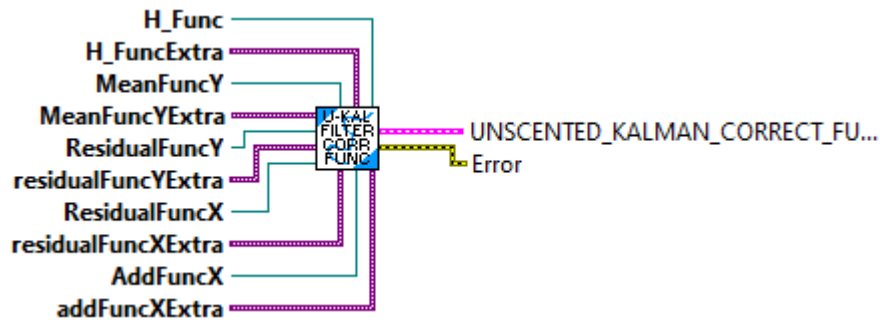 H_Func
H_FuncExtra
MeanFuncY
MeanFuncYExtra
ResidualFuncY
residualFuncYExtra
ResidualFuncX
residualFuncXExtra
AddFuncX
addFuncXExtra
U-KAL
FILTER
CORR
FUNC
UNSCENTED_KALMAN_CORRECT_FU...
Error